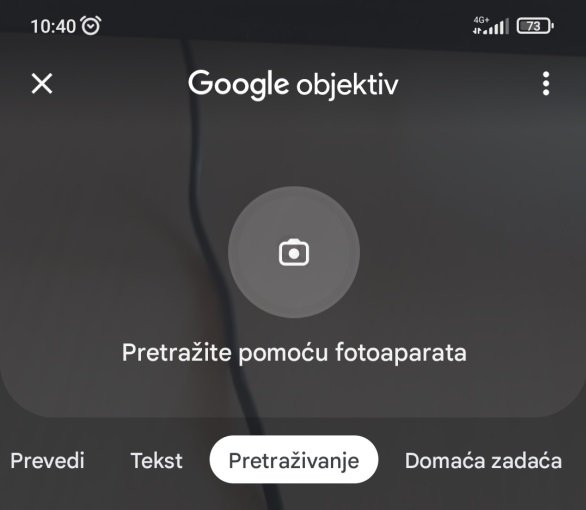 10:40 4G+ 73
Google objektiv
Pretražite pomoću fotoaparata
Prevedi Tekst Pretraživanje Domaća zadaća